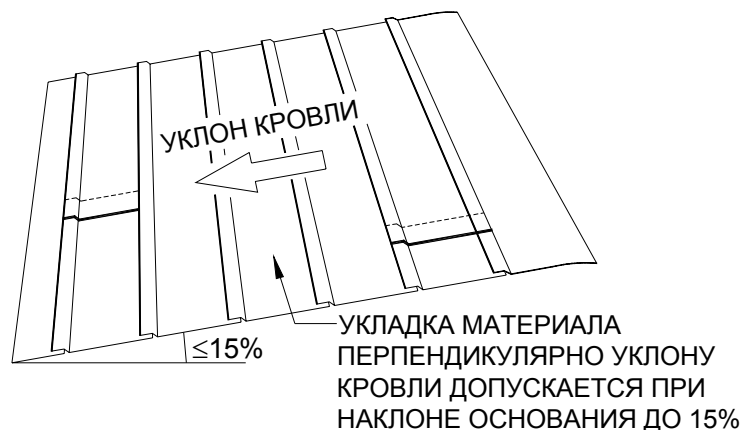 УКЛОН КРОВЛИ
≤15%
УКЛАДКА МАТЕРИАЛА
ПЕРПЕНДИКУЛЯРНО УКЛОНУ
КРОВЛИ ДОПУСКАЕТСЯ ПРИ
НАКЛОНЕ ОСНОВАНИЯ ДО 15%